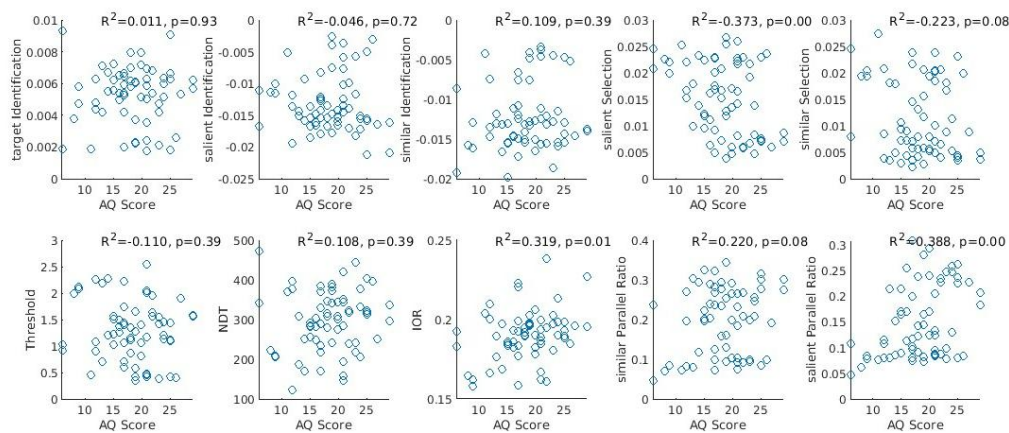 R²=0.011, p=0.93
0.01
0.008
0.006
0.004
0.002
0
target Identification
10 15 20 25
AQ Score
R²=-0.046, p=0.72
-0
-0.005
-0.01
-0.015
-0.02
-0.025
salient Identification
10 15 20 25
AQ Score
R²=0.109, p=0.39
-0
-0.01
-0.02
similar Identification
10 15 20 25
AQ Score
R²=-0.373, p=0.00
0.03
0.025
0.02
0.015
0.01
0.005
0
salient Selection
10 15 20 25
AQ Score
R²=-0.223, p=0.08
0.03
0.025
0.02
0.015
0.01
0.005
0
similar Selection
10 15 20 25
AQ Score
R²=-0.110, p=0.39
3
2.5
2
1.5
1
0.5
0
Threshold
10 15 20 25
AQ Score
R²=0.108, p=0.39
500
400
300
200
100
NDT
10 15 20 25
AQ Score
R²=0.319, p=0.01
0.25
0.2
0.15
IOR
10 15 20 25
AQ Score
R²=0.220, p=0.08
0.4
0.3
0.2
0.1
0
similar Parallel Ratio
10 15 20 25
AQ Score
R²=0.388, p=0.00
0.3
0.25
0.2
0.15
0.1
0.05
0
salient Parallel Ratio
10 15 20 25
AQ Score